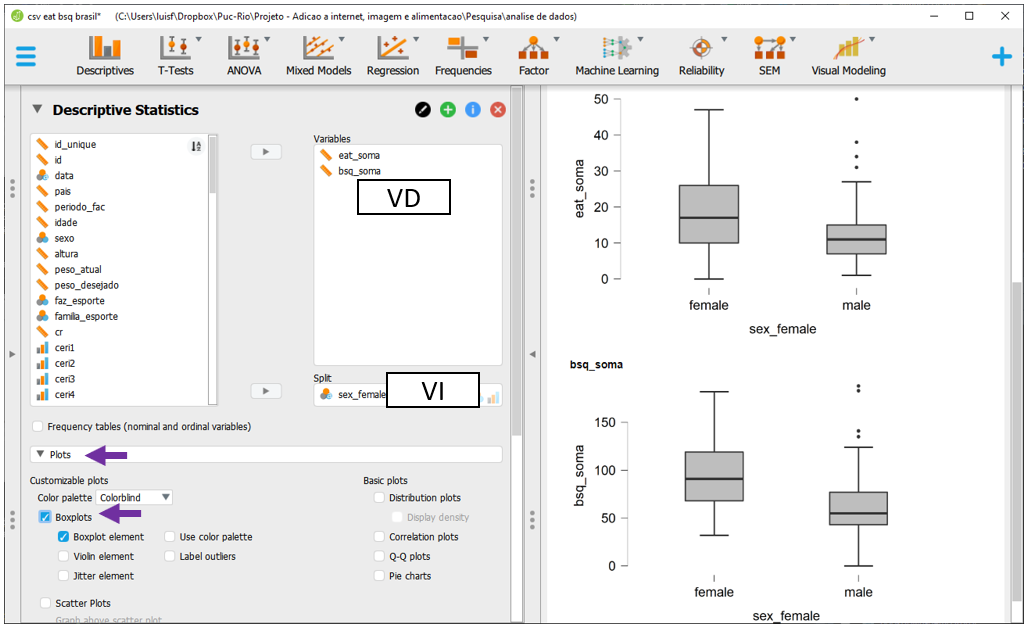 csv eat bsq brasil* (C:\Users\luisf\Dropbox\Puc-Rio\Projeto - Adicao a internet, imagem e alimentacao\Pesquisa\analise de dados)
Descriptives T-Tests ANOVA Mixed Models Regression Frequencies Factor Machine Learning Reliability SEM Visual Modeling
Descriptive Statistics
id_unique
id
data
pais
periodo_fac
idade
sexo
altura
peso_atual
peso_desejado
faz_esporte
familia_esporte
cr
ceri1
ceri2
ceri3
ceri4
Variables
eat_soma
bsq_soma
VD
Split
sex_female
VI
Frequency tables (nominal and ordinal variables)
Plots
Customizable plots
Color palette Colorblind
Boxplots
Boxplot element Use color palette
Violin element Label outliers
Jitter element
Scatter Plots
Graph above scatter plot
Basic plots
Distribution plots
Display density
Correlation plots
Q-Q plots
Pie charts
50
40
30
20
10
0
eat_soma
female male
sex_female
bsq_soma
150
100
50
0
bsq_soma
female male
sex_female